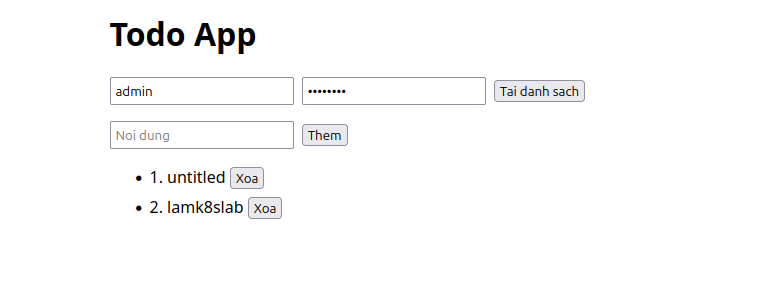 Todo App
admin •••••••• Tai danh sach
Noi dung Them
• 1. untitled Xoa
• 2. lamk8slab Xoa